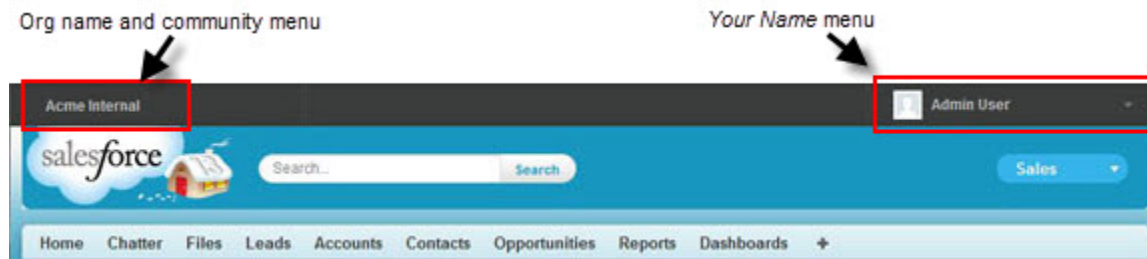 Org name and community menu
Your Name menu
Acme Internal
Admin User
salesforce
Search...
Search
Sales
Home Chatter Files Leads Accounts Contacts Opportunities Reports Dashboards +